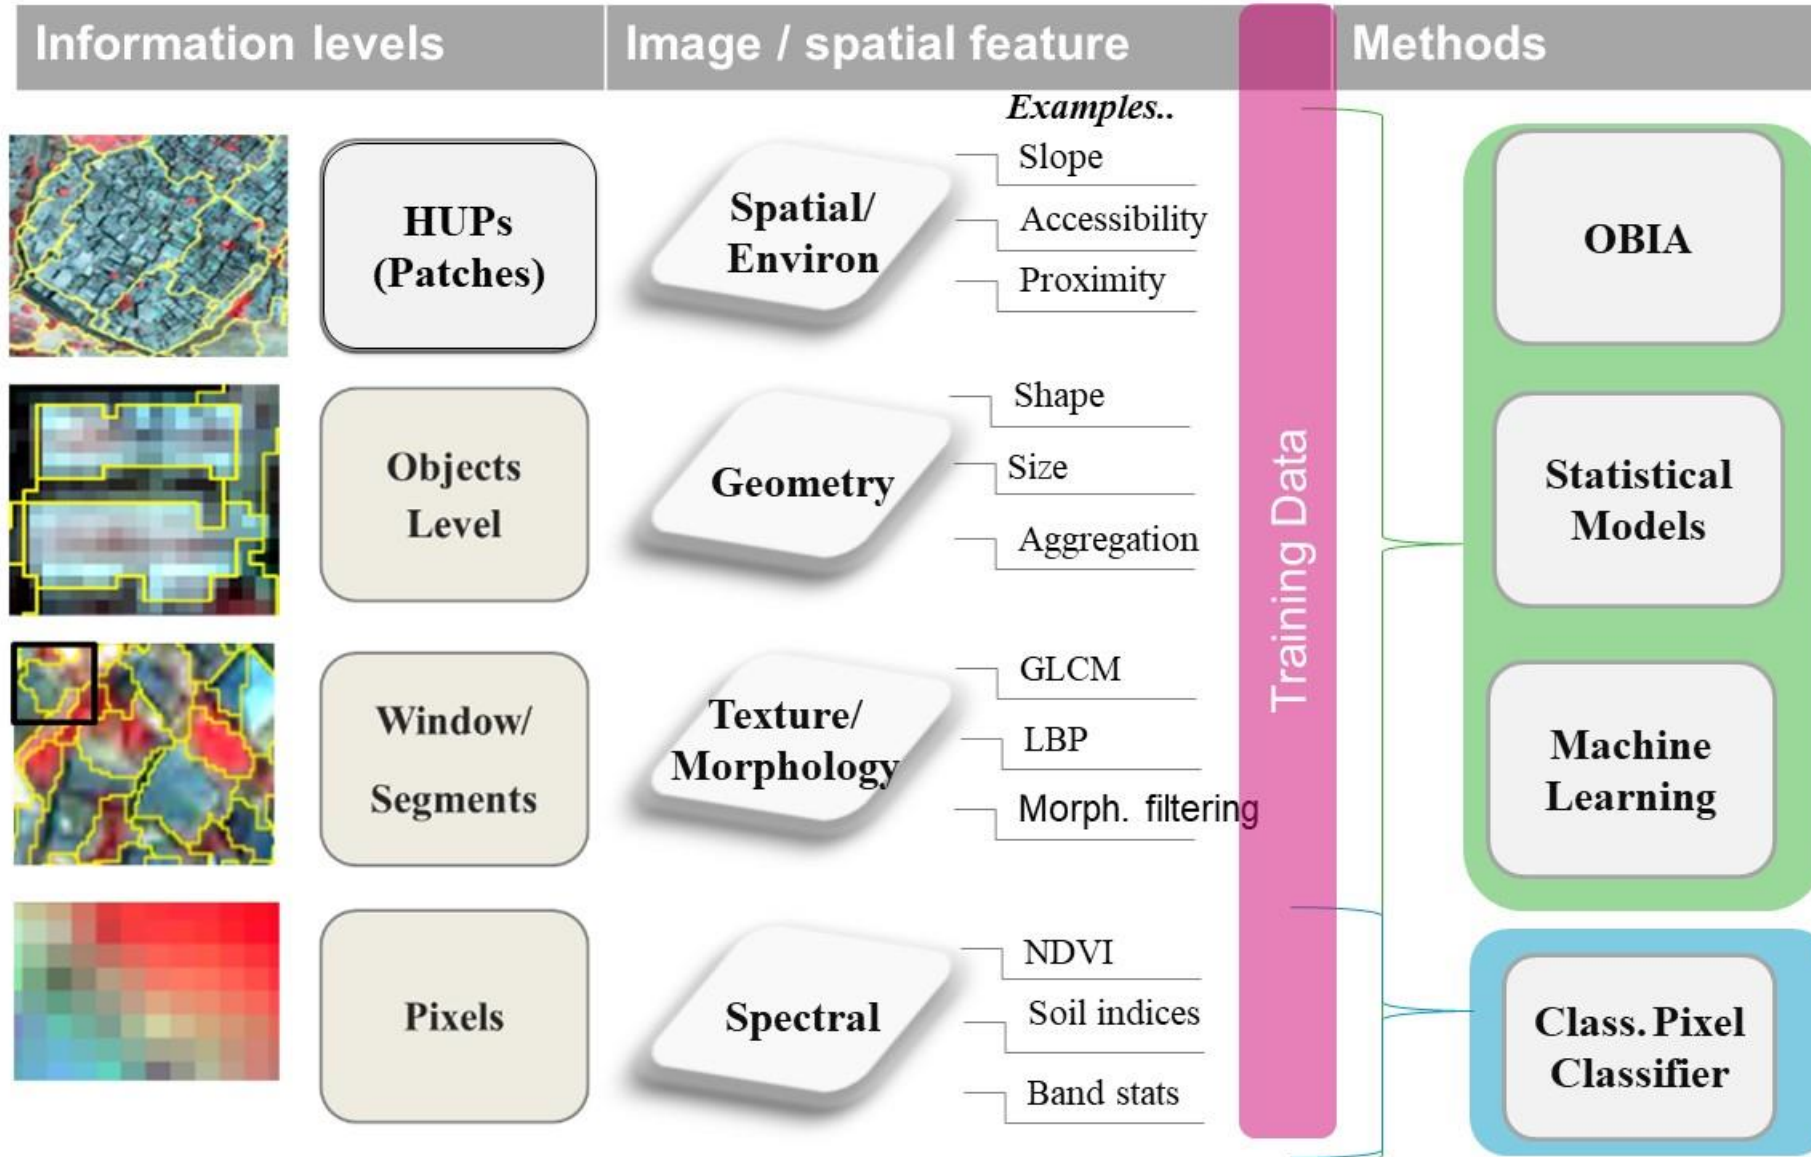 Information levels
Image / spatial feature
Methods
Examples..
HUPs
(Patches)
Spatial/
Environ
Slope
Accessibility
Proximity
OBIA
Objects
Level
Geometry
Shape
Size
Aggregation
Training Data
Statistical
Models
Window/
Segments
Texture/
Morphology
GLCM
LBP
Morph. filtering
Machine
Learning
Pixels
Spectral
NDVI
Soil indices
Band stats
Class. Pixel
Classifier